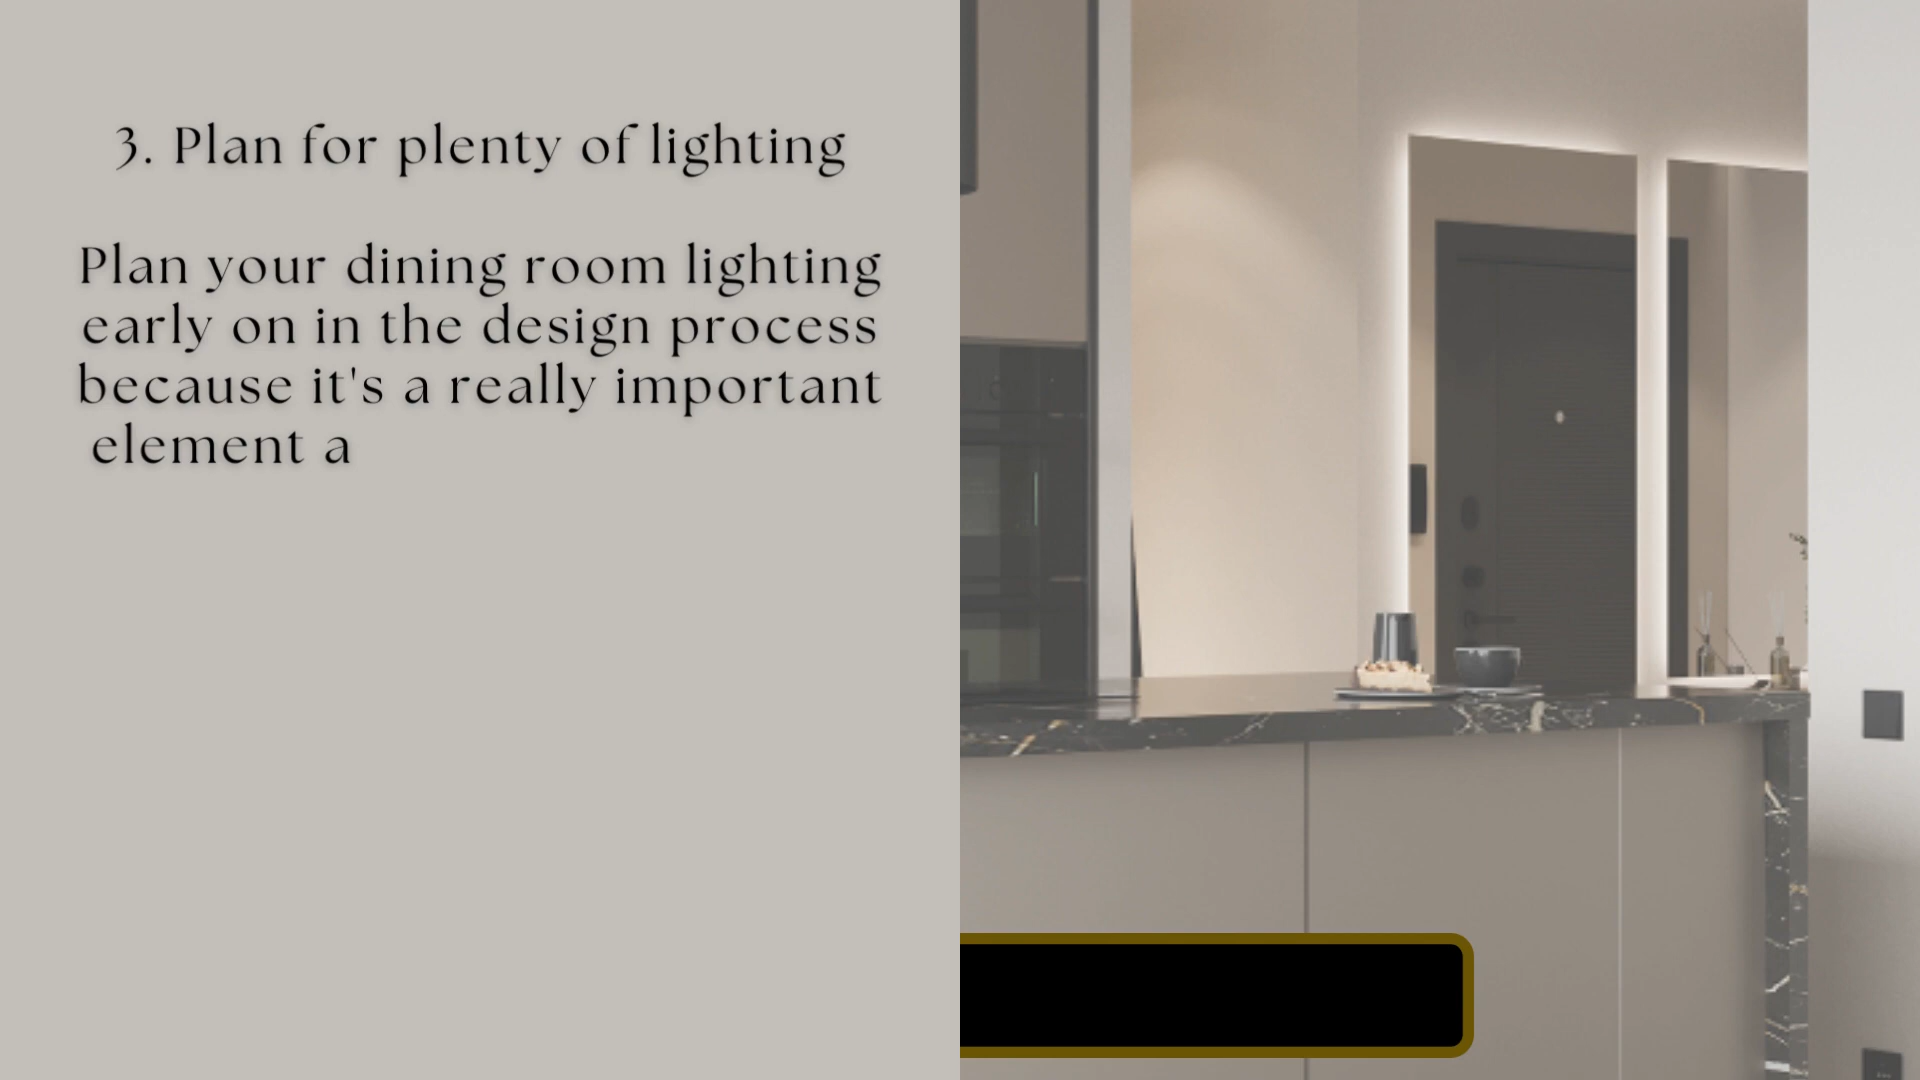 3. Plan for plenty of lighting
Plan your dining room lighting
early on in the design process
because it's a really important
element a